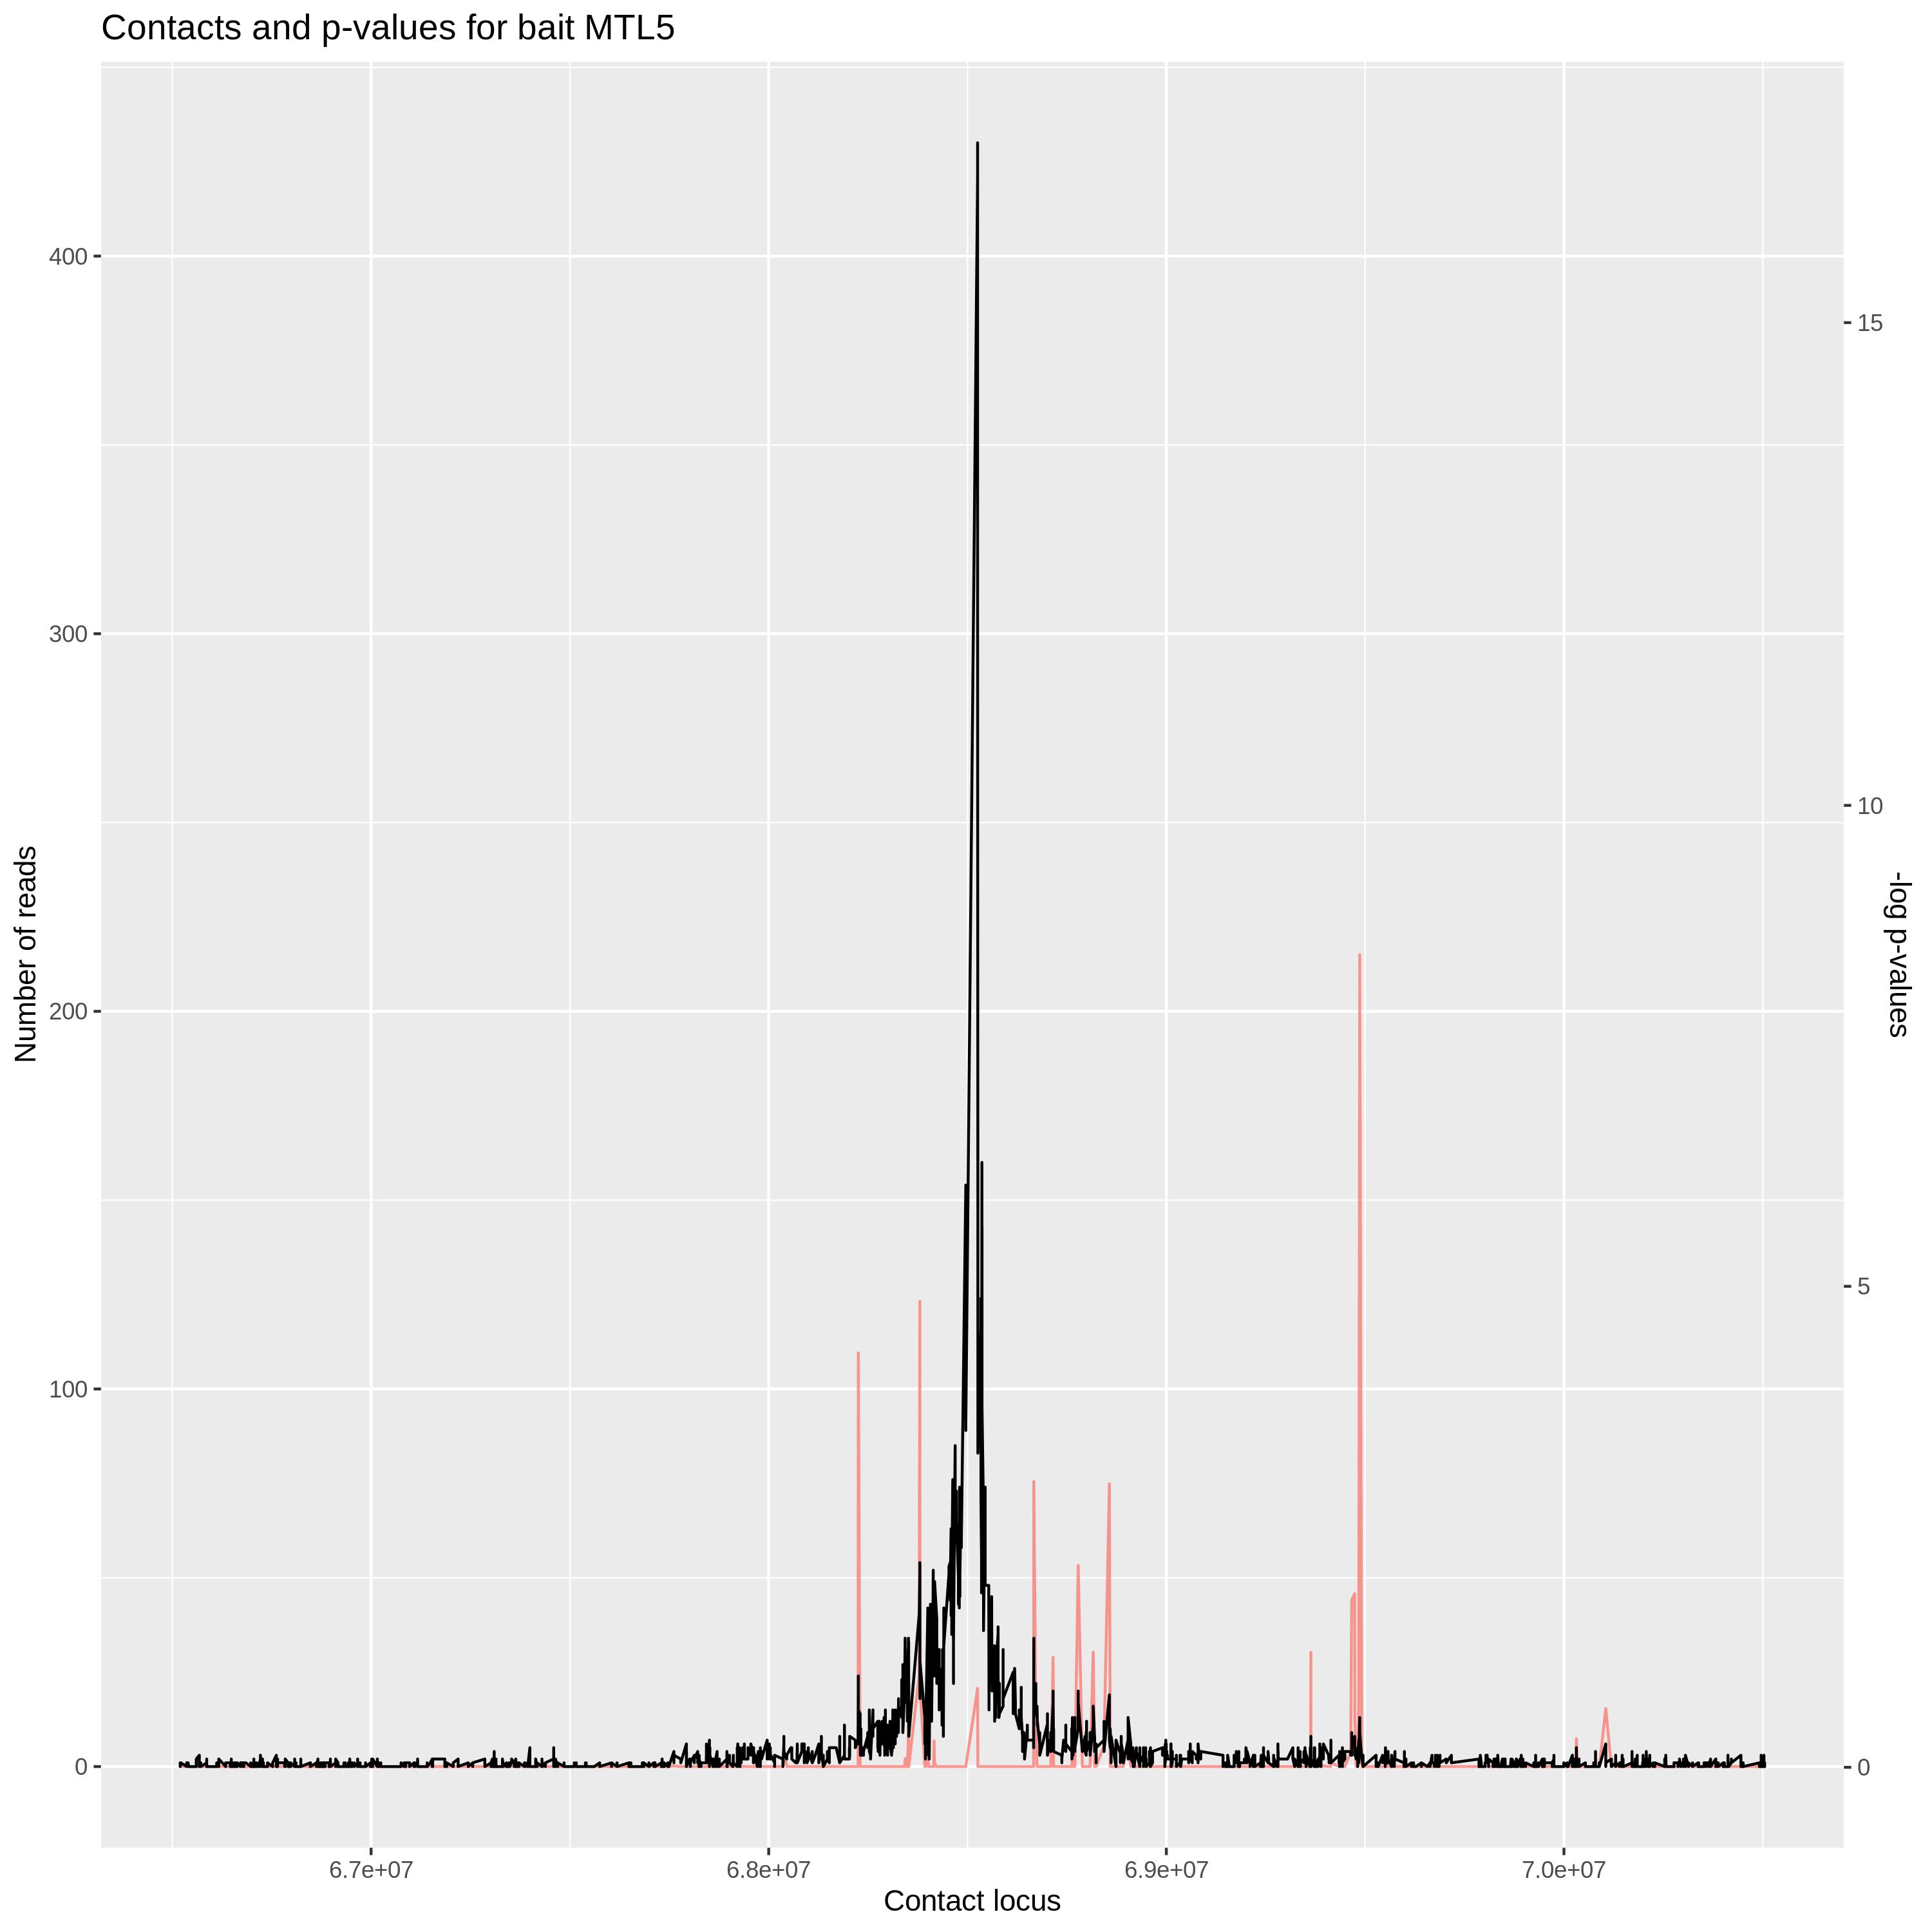 Contacts and p-values for bait MTL5
400
300
200
100
0
15
10
5
0
Number of reads
-log p-values
6.7e+07
6.8e+07
6.9e+07
7.0e+07
Contact locus